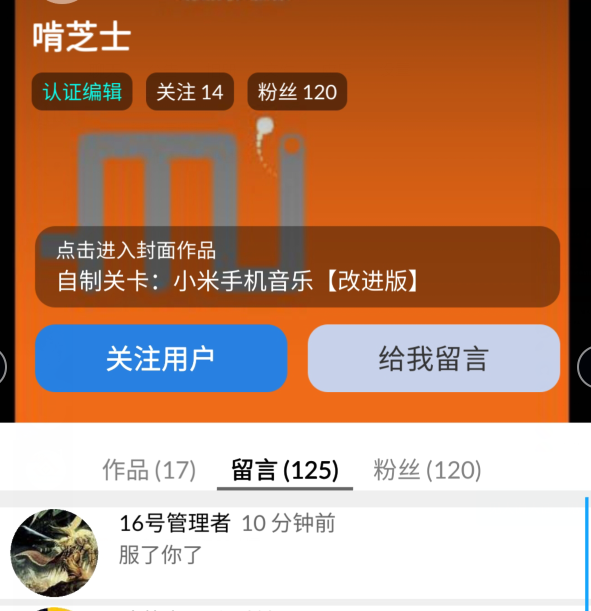 啃芝士
认证编辑 关注 14 粉丝 120
点击进入封面作品
自制关卡：小米手机音乐【改进版】
关注用户 给我留言
作品 (17) 留言 (125) 粉丝 (120)
16号管理者 10 分钟前
服了你了